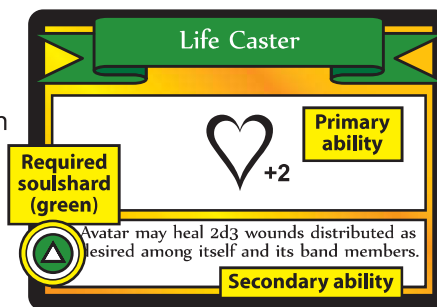 Life Caster
n
Primary
ability
+2
Required
soulshard
(green)
Avatar may heal 2d3 wounds distributed as
desired among itself and its band members.
Secondary ability